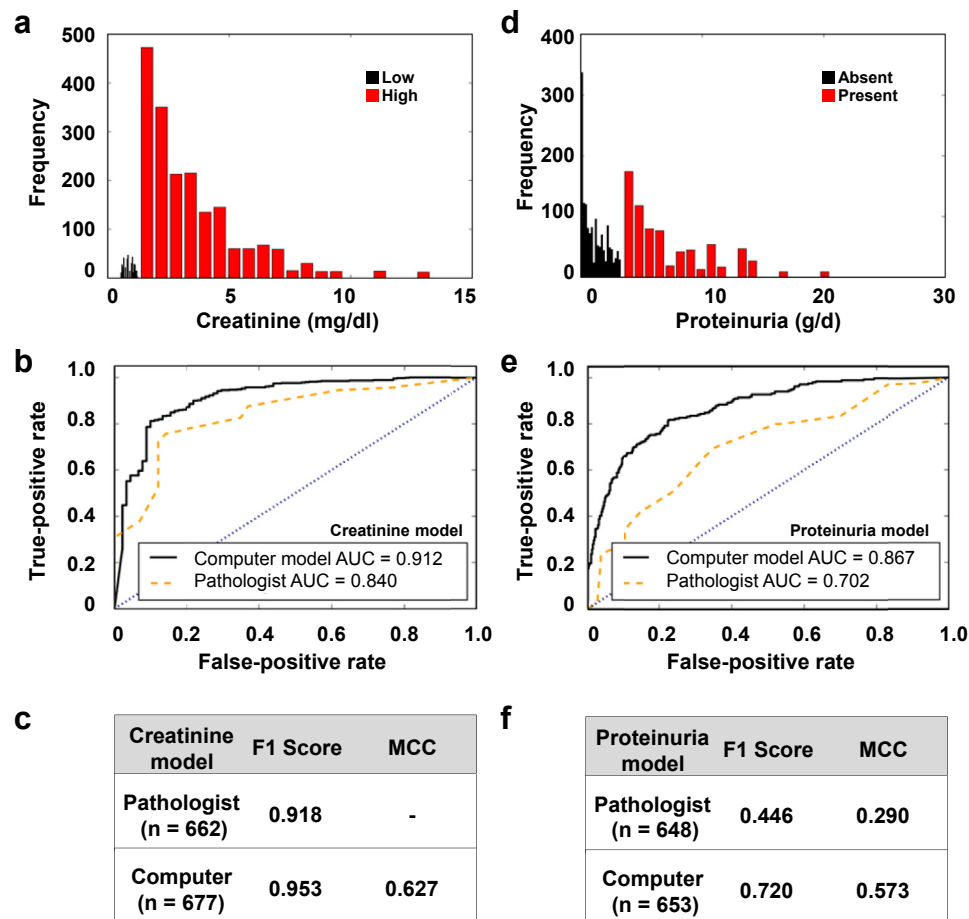 a
500
400
300
200
100
0
Frequency
Low
High
0
5
10
15
Creatinine (mg/dl)
d
400
300
200
100
0
Frequency
Absent
Present
0
10
20
30
Proteinuria (g/d)
b
1.0
0.8
0.6
0.4
0.2
0
True-positive rate
Creatinine model
Computer model AUC = 0.912
Pathologist AUC = 0.840
0
0.2
0.4
0.6
0.8
1.0
False-positive rate
e
1.0
0.8
0.6
0.4
0.2
0
True-positive rate
Proteinuria model
Computer model AUC = 0.867
Pathologist AUC = 0.702
0
0.2
0.4
0.6
0.8
1.0
False-positive rate
c
Creatinine model F1 Score MCC
Pathologist (n = 662) 0.918 -
Computer (n = 677) 0.953 0.627
f
Proteinuria model F1 Score MCC
Pathologist (n = 648) 0.446 0.290
Computer (n = 653) 0.720 0.573